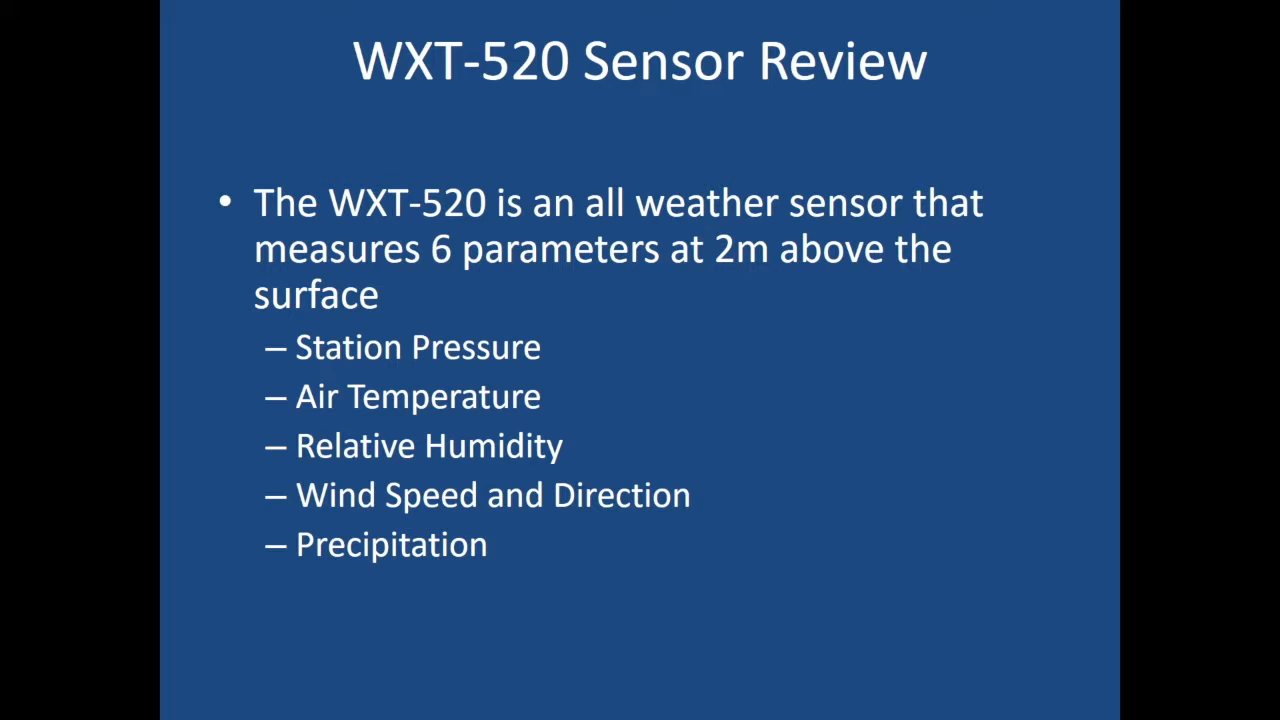 WXT-520 Sensor Review
• The WXT-520 is an all weather sensor that
measures 6 parameters at 2m above the
surface
– Station Pressure
– Air Temperature
– Relative Humidity
– Wind Speed and Direction
– Precipitation